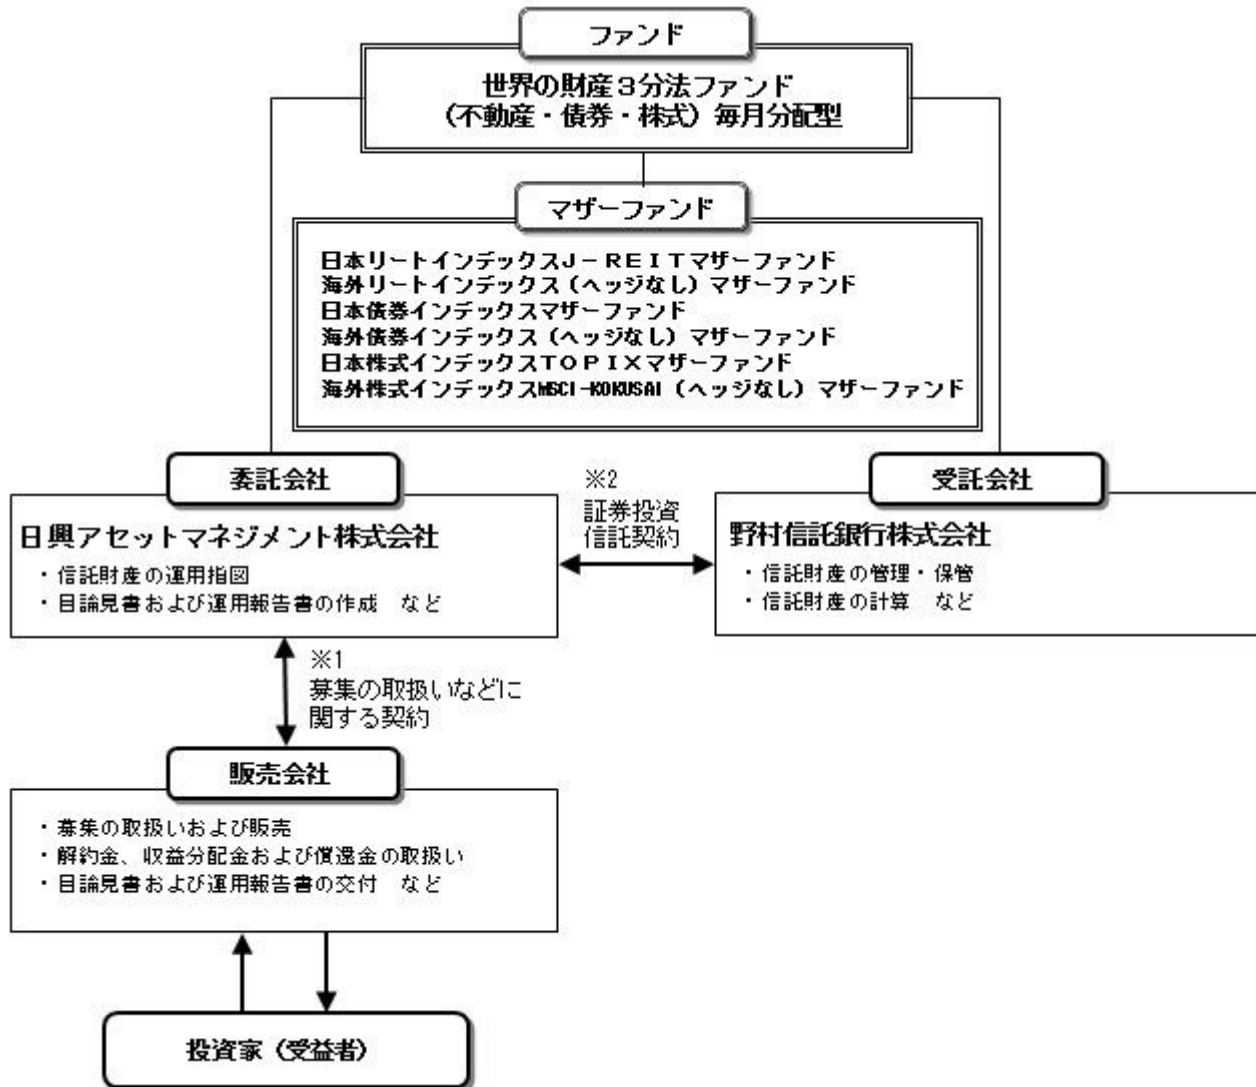 ファンド
世界の財産3分法ファンド
(不動産・債券・株式)毎月分配型
マザーファンド
日本リートインデックスJ-REITマザーファンド
海外リートインデックス(ヘッジなし)マザーファンド
日本債券インデックスマザーファンド
海外債券インデックス(ヘッジなし)マザーファンド
日本株式インデックスTOPIXマザーファンド
海外株式インデックスMSCI-KOKUSAI(ヘッジなし)マザーファンド
委託会社
日興アセットマネジメント株式会社
・信託財産の運用指図
・目論見書および運用報告書の作成 など
※2
証券投資
信託契約
受託会社
野村信託銀行株式会社
・信託財産の管理・保管
・信託財産の計算 など
※1
募集の取扱いなどに
関する契約
販売会社
・募集の取扱いおよび販売
・解約金、収益分配金および償還金の取扱い
・目論見書および運用報告書の交付 など
投資家(受益者)